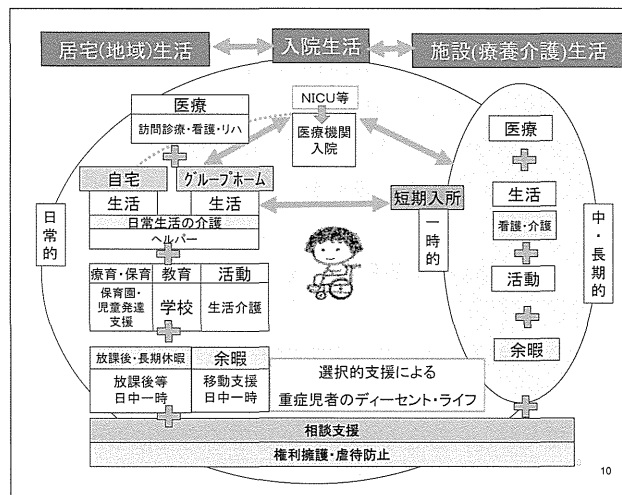 居宅(地域)生活
入院生活
施設(療養介護)生活
医療
訪問診療・看護・リハ
NICU等
医療機関
入院
自宅
グループホーム
生活
生活
日常生活の介護
ヘルパー
日常的
療育・保育
教育
活動
保育園・
児童発達
支援
学校
生活介護
放課後・長期休暇
余暇
放課後等
日中一時
移動支援
日中一時
短期入所
一時的
医療
生活
看護・介護
活動
余暇
中・長期的
選択的支援による
重症児者のディーセント・ライフ
相談支援
権利擁護・虐待防止
10